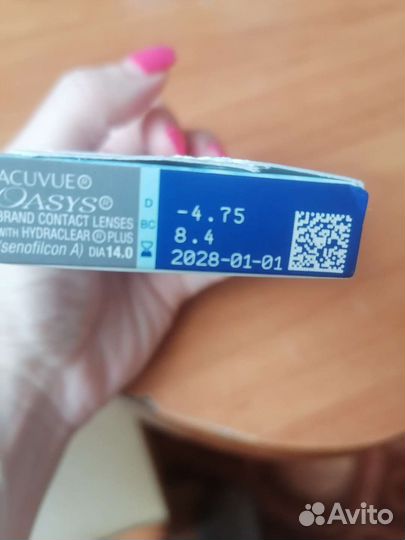 ACUVUE®
OASYS®
BRAND CONTACT LENSES
WITH HYDRACLEAR® PLUS
(senofilcon A) DIA 14.0
D -4.75
BC 8.4
2028-01-01
Avito